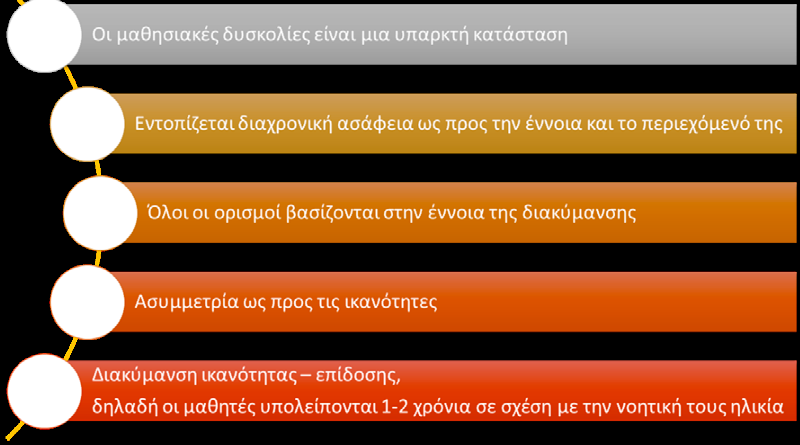 Οι μαθησιακές δυσκολίες είναι μια υπαρκτή κατάσταση
Εντοπίζεται διαχρονική ασάφεια ως προς την έννοια και το περιεχόμενό της
Όλοι οι ορισμοί βασίζονται στην έννοια της διακύμανσης
Ασυμμετρία ως προς τις ικανότητες
Διακύμανση ικανότητας – επίδοσης,
δηλαδή οι μαθητές υπολείπονται 1-2 χρόνια σε σχέση με την νοητική τους ηλικία